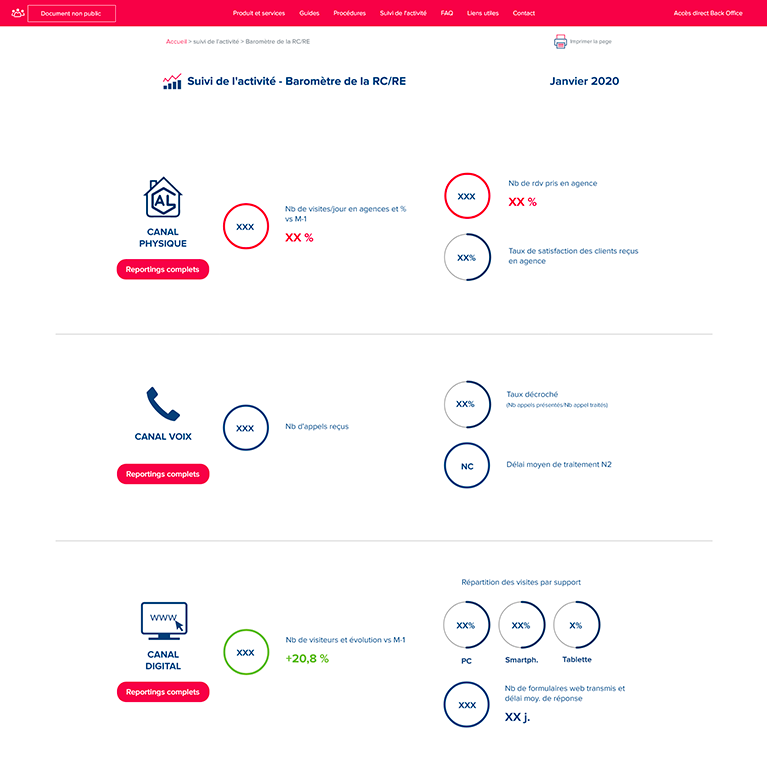 Document non public
Produit et services
Guides
Procédures
Suivi de l'activité
FAQ
Liens utiles
Contact
Accès direct Back Office
Accueil > suivi de l'activité > Baromètre de la RC/RE
Imprimer la page
Suivi de l'activité - Baromètre de la RC/RE
Janvier 2020
AL
CANAL
PHYSIQUE
Reportings complets
XXX
Nb de visites/jour en agences et %
vs M-1
XX %
XXX
Nb de rdv pris en agence
XX %
XX%
Taux de satisfaction des clients reçus
en agence
CANAL VOIX
Reportings complets
XXX
Nb d'appels reçus
XX%
Taux décroché
(Nb appels présentés/Nb appel traités)
NC
Délai moyen de traitement N2
WWW
CANAL
DIGITAL
Reportings complets
XXX
Nb de visiteurs et évolution vs M-1
+20,8 %
Répartition des visites par support
XX%
XX%
X%
PC
Smartph.
Tablette
XXX
Nb de formulaires web transmis et
délai moy. de réponse
XX j.